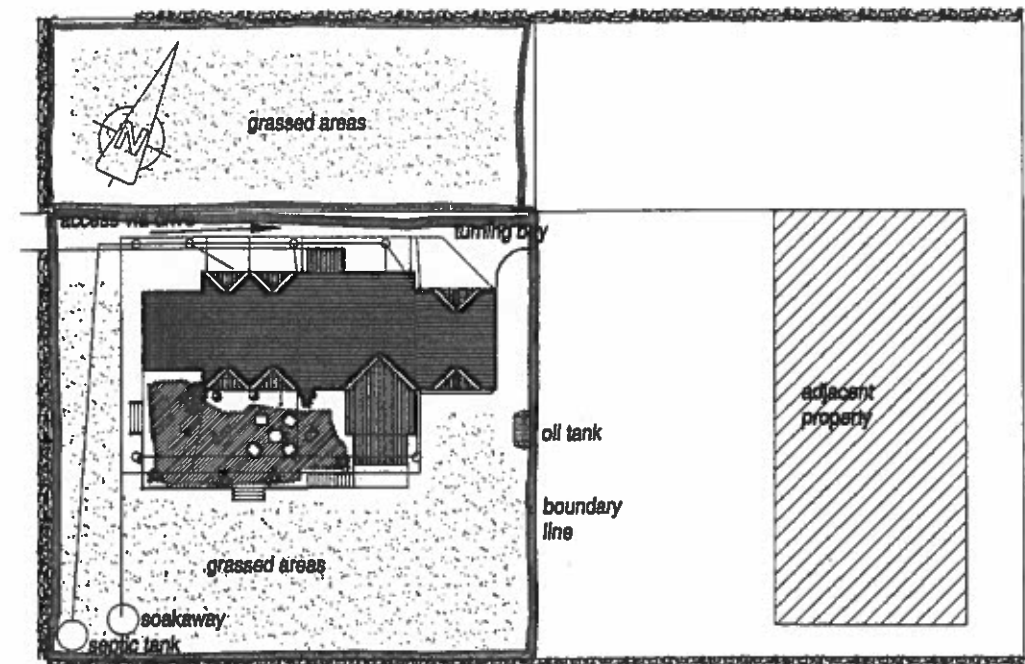 grassed areas
N
access via drive
turning bay
adjacent
property
oil tank
boundary
line
grassed areas
soakaway
septic tank